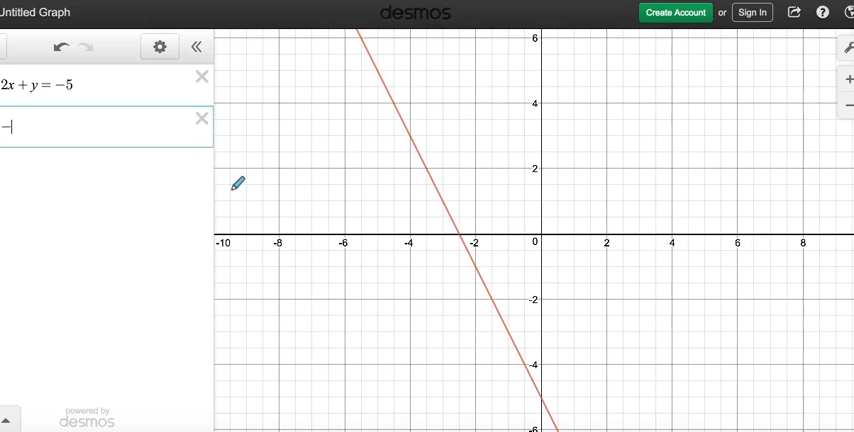 Untitled Graph
desmos
Create Account or Sign In
?
2x + y = −5
−
powered by
desmos
6
4
2
-10 -8 -6 -4 -2 0 2 4 6 8
-2
-4
-6